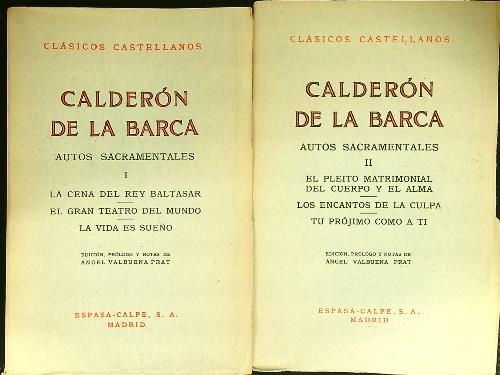 CLÁSICOS CASTELLANOS
CALDERÓN
DE LA BARCA
AUTOS SACRAMENTALES
I
LA CENA DEL REY BALTASAR
EL GRAN TEATRO DEL MUNDO
LA VIDA ES SUEÑO
EDICIÓN, PRÓLOGO Y NOTAS DE
ÁNGEL VALBUENA PRAT
ESPASA-CALPE, S. A.
MADRID
CLÁSICOS CASTELLANOS
CALDERÓN
DE LA BARCA
AUTOS SACRAMENTALES
II
EL PLEITO MATRIMONIAL
DEL CUERPO Y EL ALMA
LOS ENCANTOS DE LA CULPA
TU PRÓJIMO COMO A TI
EDICIÓN, PRÓLOGO Y NOTAS DE
ÁNGEL VALBUENA PRAT
ESPASA-CALPE, S. A.
MADRID